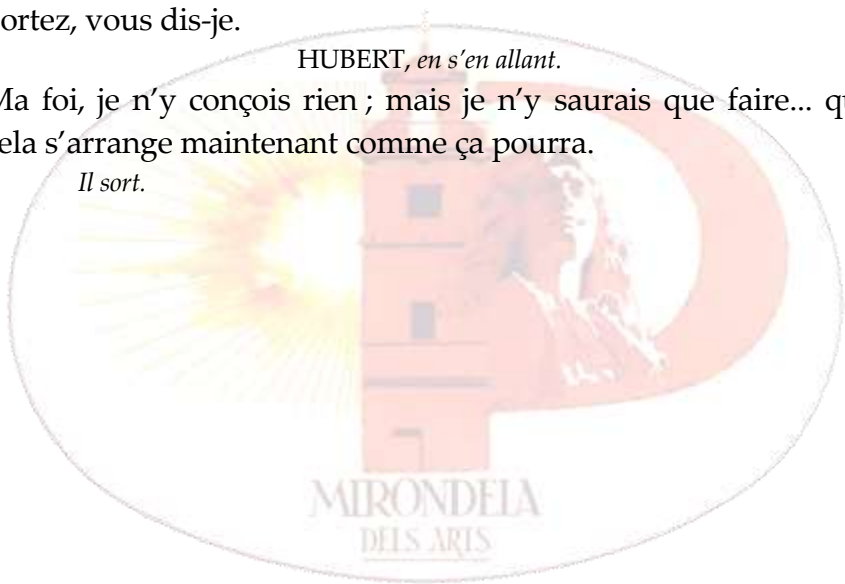 ortez, vous dis-je.
HUBERT, en s'en allant.
Ma foi, je n'y conçois rien ; mais je n'y saurais que faire... qu
ela s'arrange maintenant comme ça pourra.
Il sort.
MIRONDELA
DELS ARTS